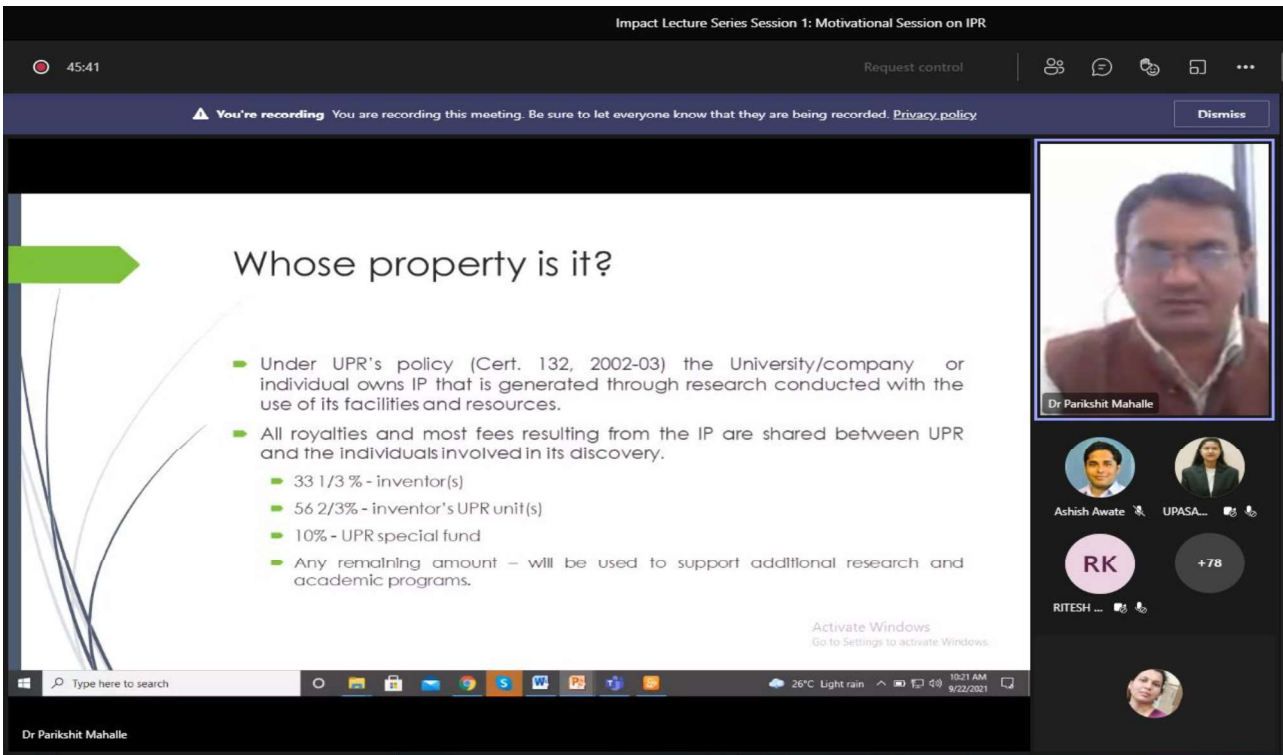 Impact Lecture Series Session 1: Motivational Session on IPR
45:41
Request control
You're recording You are recording this meeting. Be sure to let everyone know that they are being recorded. Privacy policy
Dismiss
Whose property is it?
Under UPR's policy (Cert. 132, 2002-03) the University/company or
individual owns IP that is generated through research conducted with the
use of its facilities and resources.
All royalties and most fees resulting from the IP are shared between UPR
and the individuals involved in its discovery.
33 1/3 % - inventor(s)
56 2/3% - inventor's UPR unit(s)
10% - UPR special fund
Any remaining amount – will be used to support additional research and
academic programs.
Activate Windows
Go to Settings to activate Windows.
Type here to search
26°C Light rain
10:21 AM
9/22/2021
Dr Parikshit Mahalle
Dr Parikshit Mahalle
Ashish Awate
UPASA...
RK
+78
RITESH ...